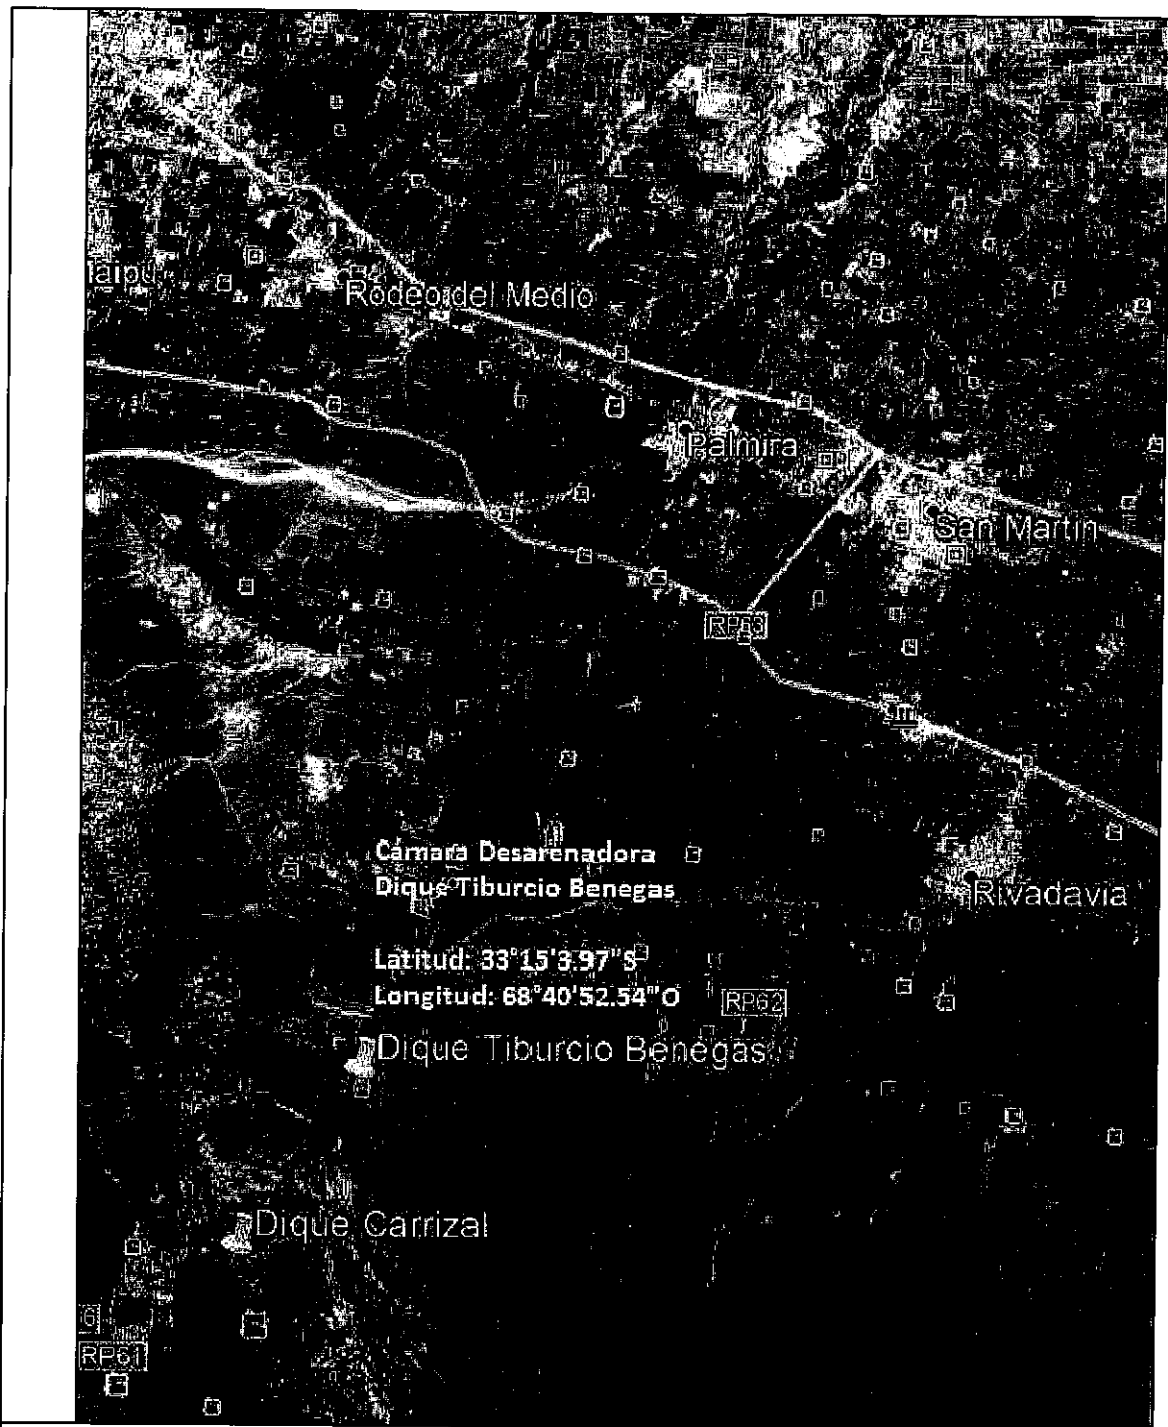 Rodeo del Medio
Palmira
San Martín
RP63
Cámara Desarenadora
Dique Tiburcio Benegas
Rivadavia
Latitud: 33°15'3.97"S
Longitud: 68°40'52.54"O
RP62
Dique Tiburcio Benegas
Dique Carrizal
RP61